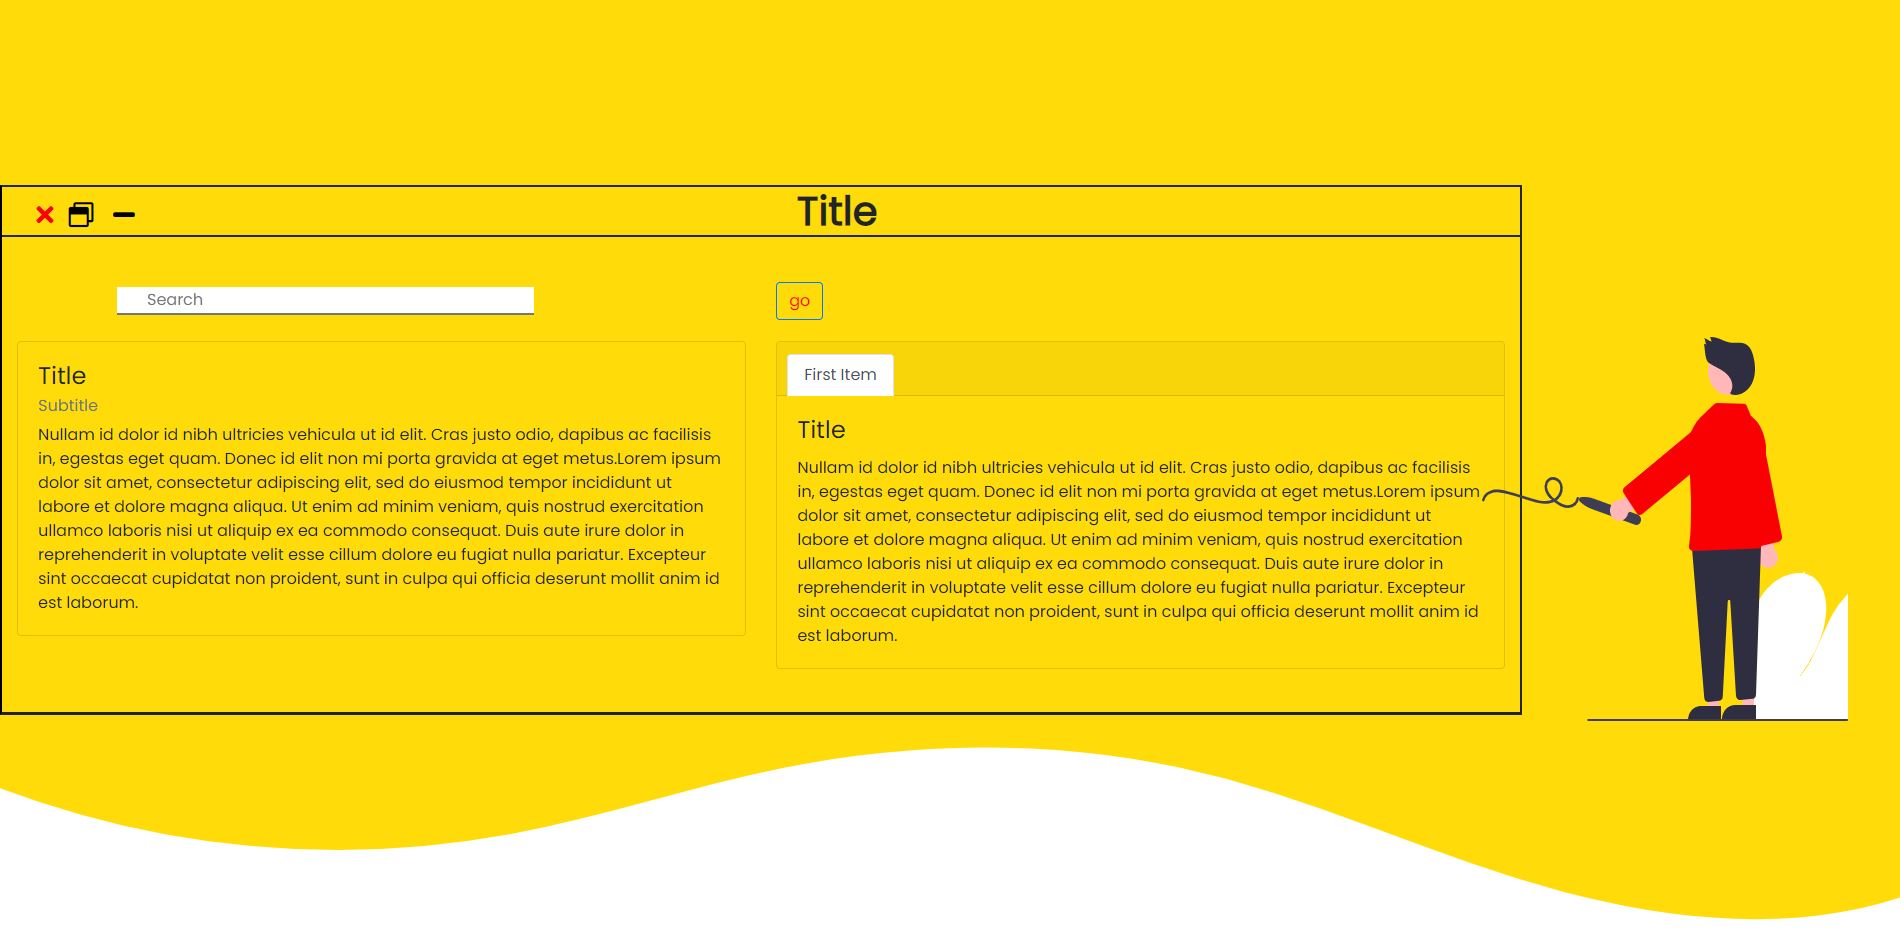 Title
Search
go
Title
Subtitle
Nullam id dolor id nibh ultricies vehicula ut id elit. Cras justo odio, dapibus ac facilisis
in, egestas eget quam. Donec id elit non mi porta gravida at eget metus.Lorem ipsum
dolor sit amet, consectetur adipiscing elit, sed do eiusmod tempor incididunt ut
labore et dolore magna aliqua. Ut enim ad minim veniam, quis nostrud exercitation
ullamco laboris nisi ut aliquip ex ea commodo consequat. Duis aute irure dolor in
reprehenderit in voluptate velit esse cillum dolore eu fugiat nulla pariatur. Excepteur
sint occaecat cupidatat non proident, sunt in culpa qui officia deserunt mollit anim id
est laborum.
First Item
Title
Nullam id dolor id nibh ultricies vehicula ut id elit. Cras justo odio, dapibus ac facilisis
in, egestas eget quam. Donec id elit non mi porta gravida at eget metus.Lorem ipsum
dolor sit amet, consectetur adipiscing elit, sed do eiusmod tempor incididunt ut
labore et dolore magna aliqua. Ut enim ad minim veniam, quis nostrud exercitation
ullamco laboris nisi ut aliquip ex ea commodo consequat. Duis aute irure dolor in
reprehenderit in voluptate velit esse cillum dolore eu fugiat nulla pariatur. Excepteur
sint occaecat cupidatat non proident, sunt in culpa qui officia deserunt mollit anim id
est laborum.